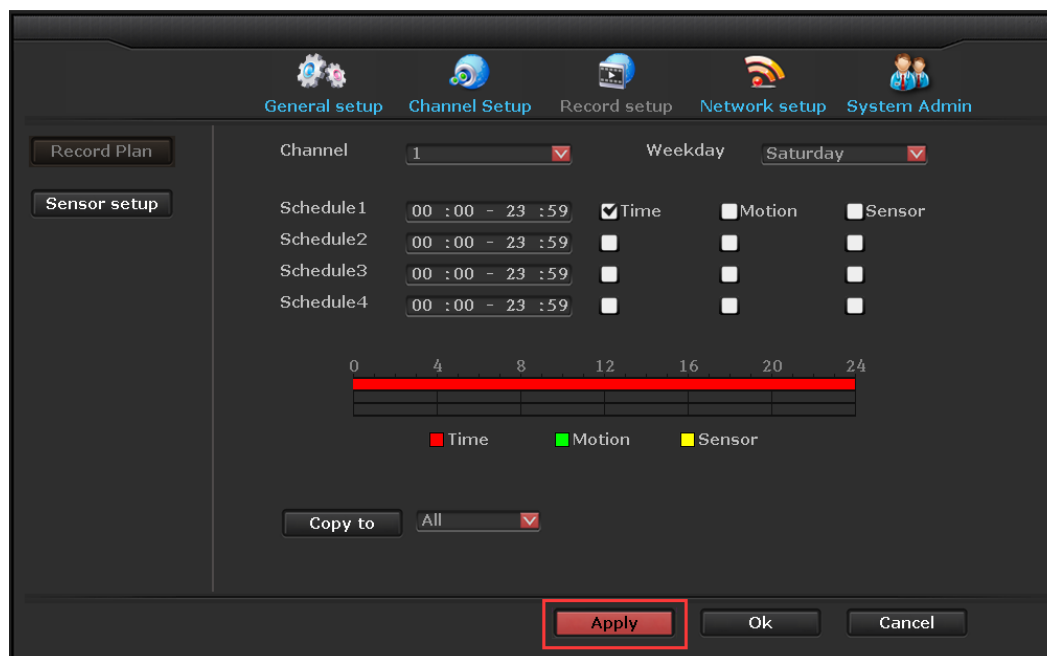 General setup Channel Setup Record setup Network setup System Admin
Record Plan
Sensor setup
Channel 1 Weekday Saturday
Schedule1 00 :00 - 23 :59 Time Motion Sensor
Schedule2 00 :00 - 23 :59
Schedule3 00 :00 - 23 :59
Schedule4 00 :00 - 23 :59
0 4 8 12 16 20 24
Time Motion Sensor
Copy to All
Apply Ok Cancel